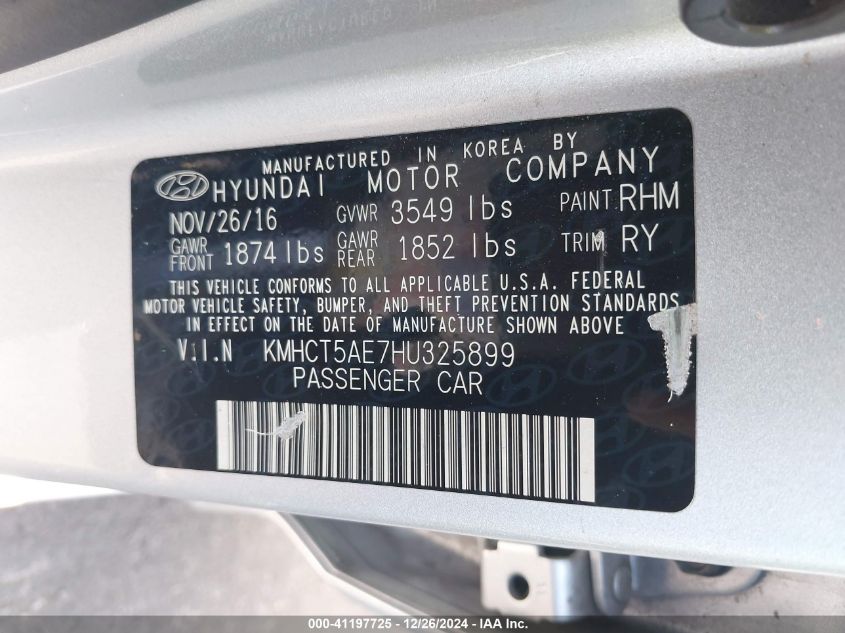 MANUFACTURED IN KOREA BY
HYUNDAI MOTOR COMPANY
NOV/26/16 GVWR 3549 lbs PAINT RHM
GAWR FRONT 1874 lbs GAWR REAR 1852 lbs TRIM RY
THIS VEHICLE CONFORMS TO ALL APPLICABLE U.S.A. FEDERAL
MOTOR VEHICLE SAFETY, BUMPER, AND THEFT PREVENTION STANDARDS
IN EFFECT ON THE DATE OF MANUFACTURE SHOWN ABOVE
V.I.N KMHCT5AE7HU325899
PASSENGER CAR
000-41197725 - 12/26/2024 - IAA Inc.